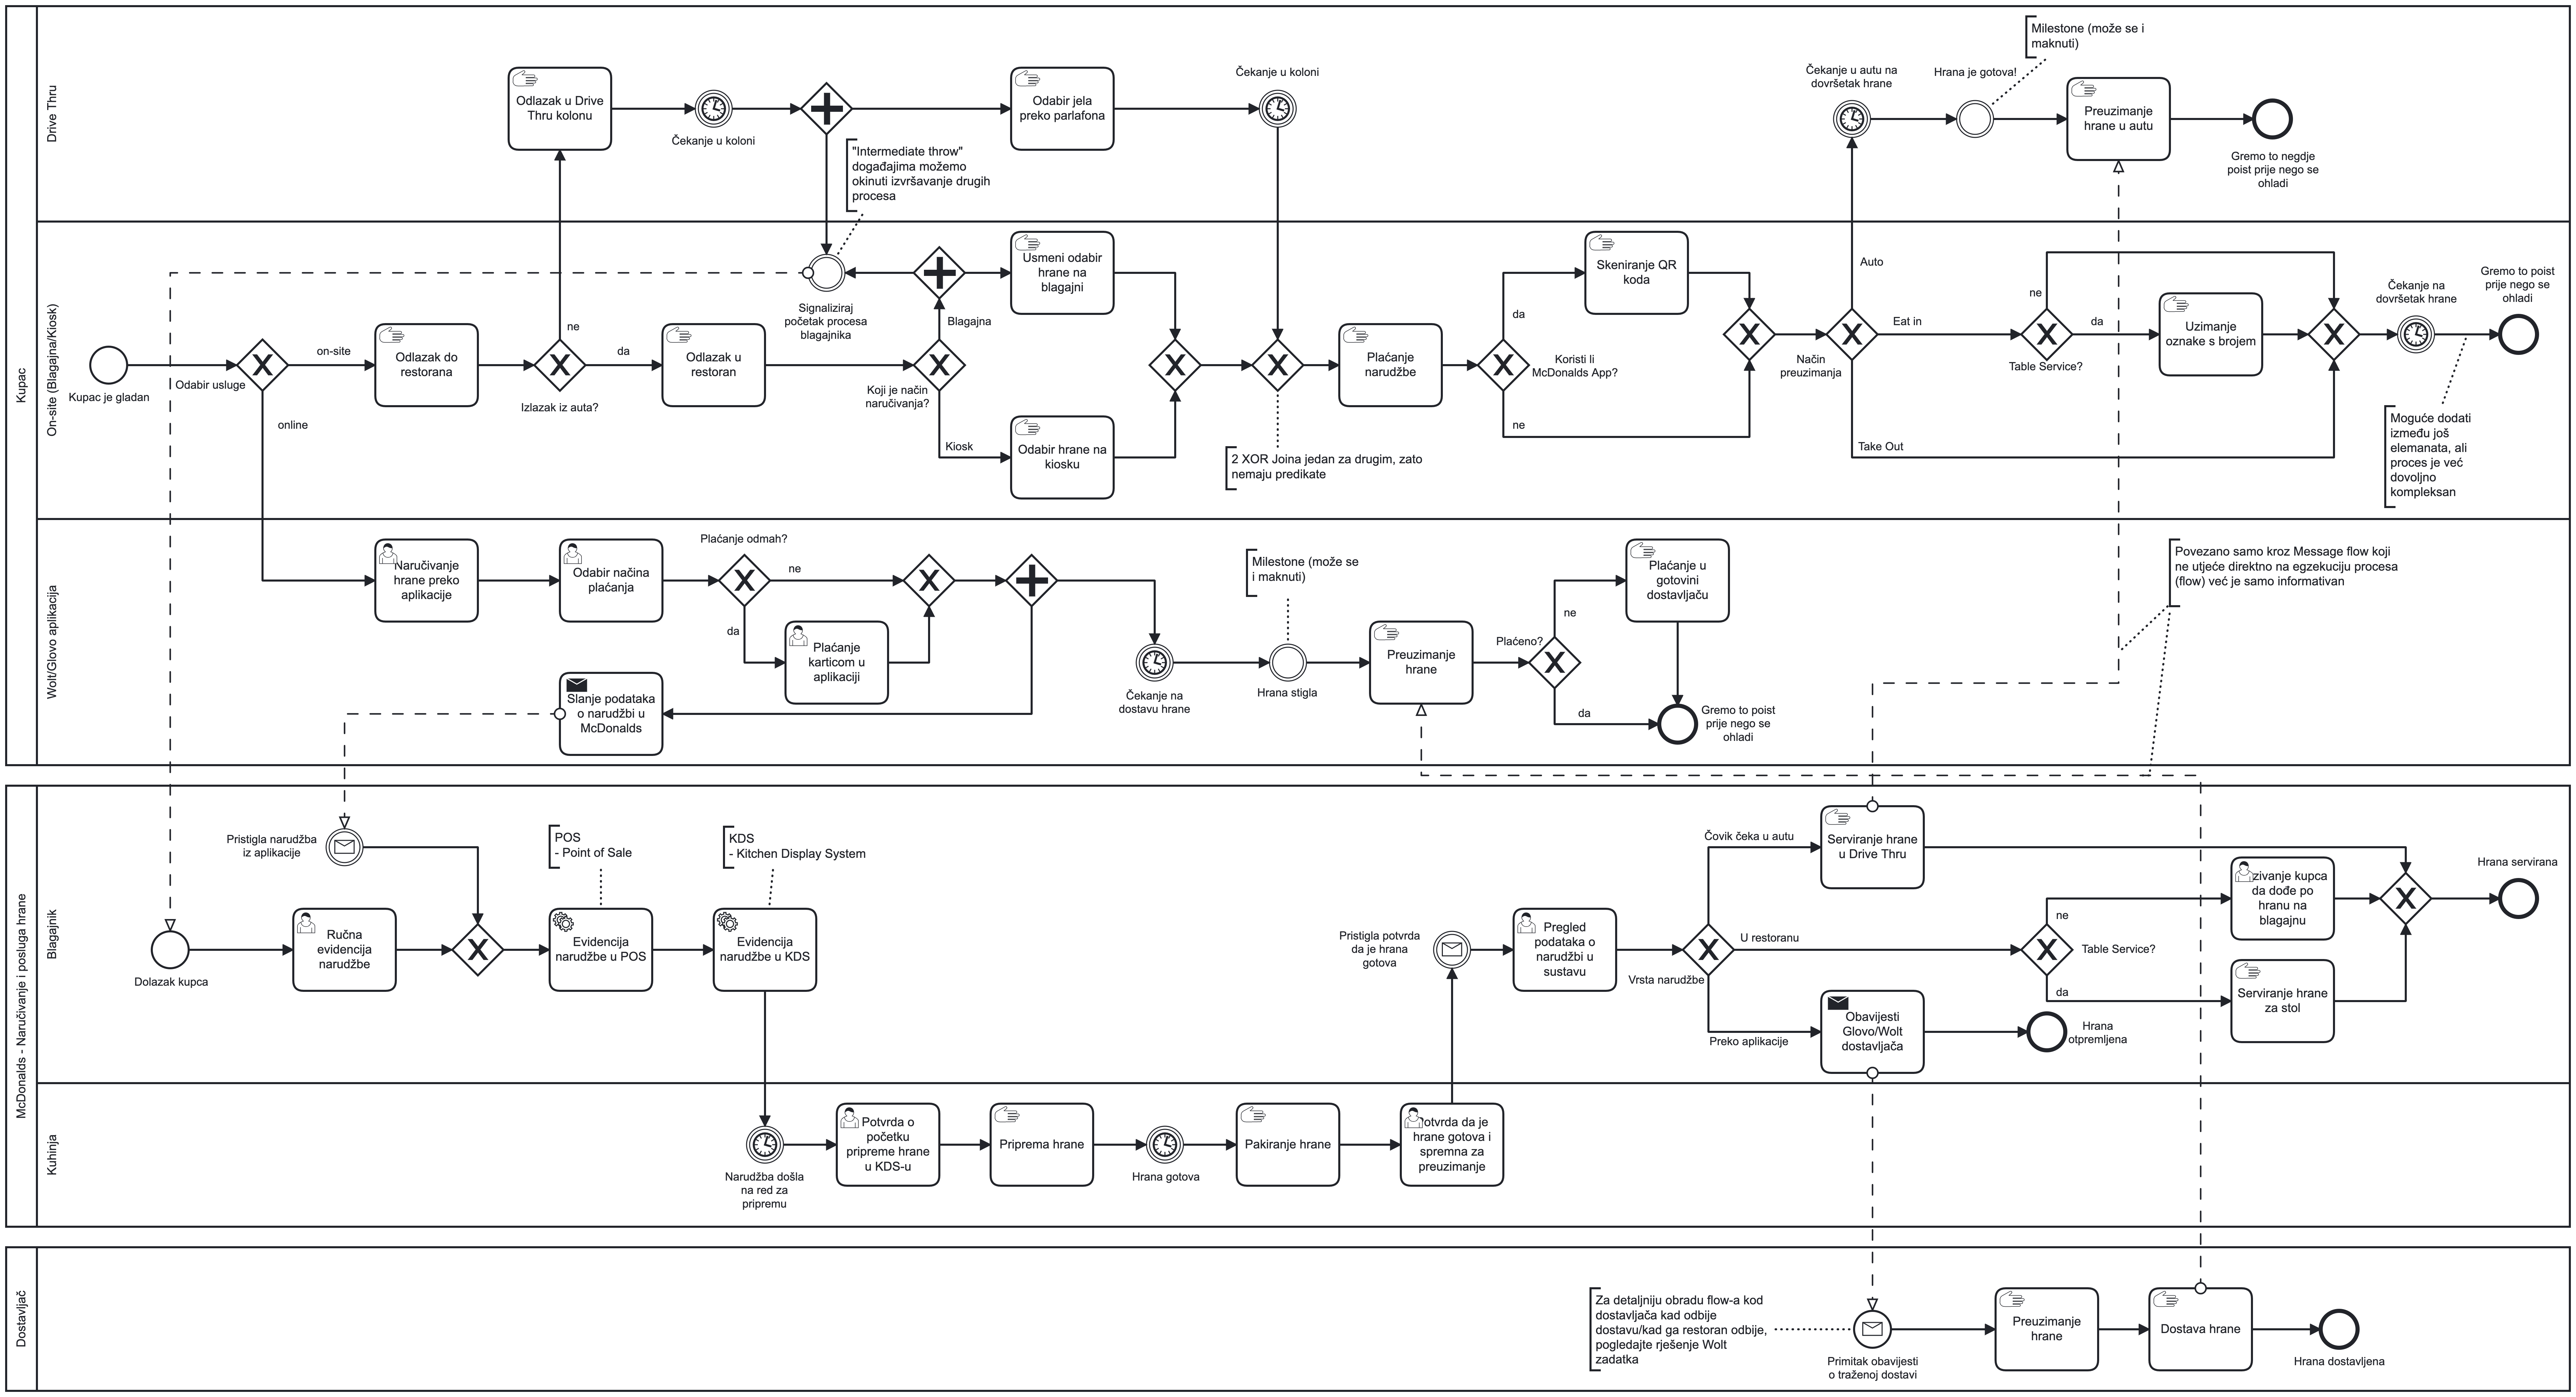 Kupac
Drive Thru
Odlazak u Drive
Thru kolonu
Čekanje u koloni
Odabir jela
preko parlafona
Čekanje u koloni
"Intermediate throw"
događajima možemo
okinuti izvršavanje drugih
procesa
Čekanje u autu na
dovršetak hrane
Hrana je gotova!
Milestone (može se i
maknuti)
Preuzimanje
hrane u autu
Gremo to negdje
poist prije nego se
ohladi
On-site (Blagajna/Kiosk)
Kupac je gladan
Odabir usluge
on-site
online
Odlazak do
restorana
ne
da
Izlazak iz auta?
Odlazak u
restoran
Signaliziraj
početak procesa
blagajnika
Blagajna
Koji je način
naručivanja?
Kiosk
Usmeni odabir
hrane na
blagajni
Odabir hrane na
kiosku
2 XOR Joina jedan za drugim, zato
nemaju predikate
Plaćanje
narudžbe
da
Koristi li
McDonalds App?
ne
Skeniranje QR
koda
Način
preuzimanja
Auto
Eat in
Take Out
ne
da
Table Service?
Uzimanje
oznake s brojem
Čekanje na
dovršetak hrane
Gremo to poist
prije nego se
ohladi
Moguće dodati
između još
elemanata, ali
proces je već
dovoljno
kompleksan
Wolt/Glovo aplikacija
Naručivanje
hrane preko
aplikacije
Odabir načina
plaćanja
Plaćanje odmah?
ne
da
Plaćanje
karticom u
aplikaciji
Slanje podataka
o narudžbi u
McDonalds
Čekanje na
dostavu hrane
Milestone (može se
i maknuti)
Hrana stigla
Preuzimanje
hrane
Plaćeno?
ne
da
Plaćanje u
gotovini
dostavljaču
Gremo to poist
prije nego se
ohladi
Povezano samo kroz Message flow koji
ne utječe direktno na egzekuciju procesa
(flow) već je samo informativan
McDonalds - Naručivanje i posluga hrane
Blagajnik
Pristigla narudžba
iz aplikacije
Dolazak kupca
Ručna
evidencija
narudžbe
POS
- Point of Sale
Evidencija
narudžbe u POS
KDS
- Kitchen Display System
Evidencija
narudžbe u KDS
Pristigla potvrda
da je hrana
gotova
Pregled
podataka o
narudžbi u
sustavu
Vrsta narudžbe
Čovik čeka u autu
U restoranu
Preko aplikacije
Serviranje hrane
u Drive Thru
Obavijesti
Glovo/Wolt
dostavljača
Hrana
otpremljena
ne
da
Table Service?
zivanje kupca
da dođe po
hranu na
blagajnu
Serviranje hrane
za stol
Hrana servirana
Kuhinja
Narudžba došla
na red za
pripremu
Potvrda o
početku
pripreme hrane
u KDS-u
Priprema hrane
Hrana gotova
Pakiranje hrane
Potvrda da je
hrane gotova i
spremna za
preuzimanje
Dostavljač
Za detaljniju obradu flow-a kod
dostavljača kad odbije
dostavu/kad ga restoran odbije,
pogledajte rješenje Wolt
zadatka
Primitak obavijesti
o traženoj dostavi
Preuzimanje
hrane
Dostava hrane
Hrana dostavljena